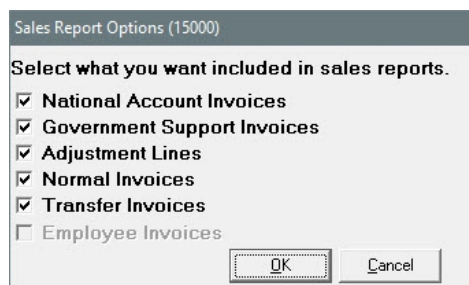 Sales Report Options (15000)
Select what you want included in sales reports.
National Account Invoices
Government Support Invoices
Adjustment Lines
Normal Invoices
Transfer Invoices
Employee Invoices
OK Cancel